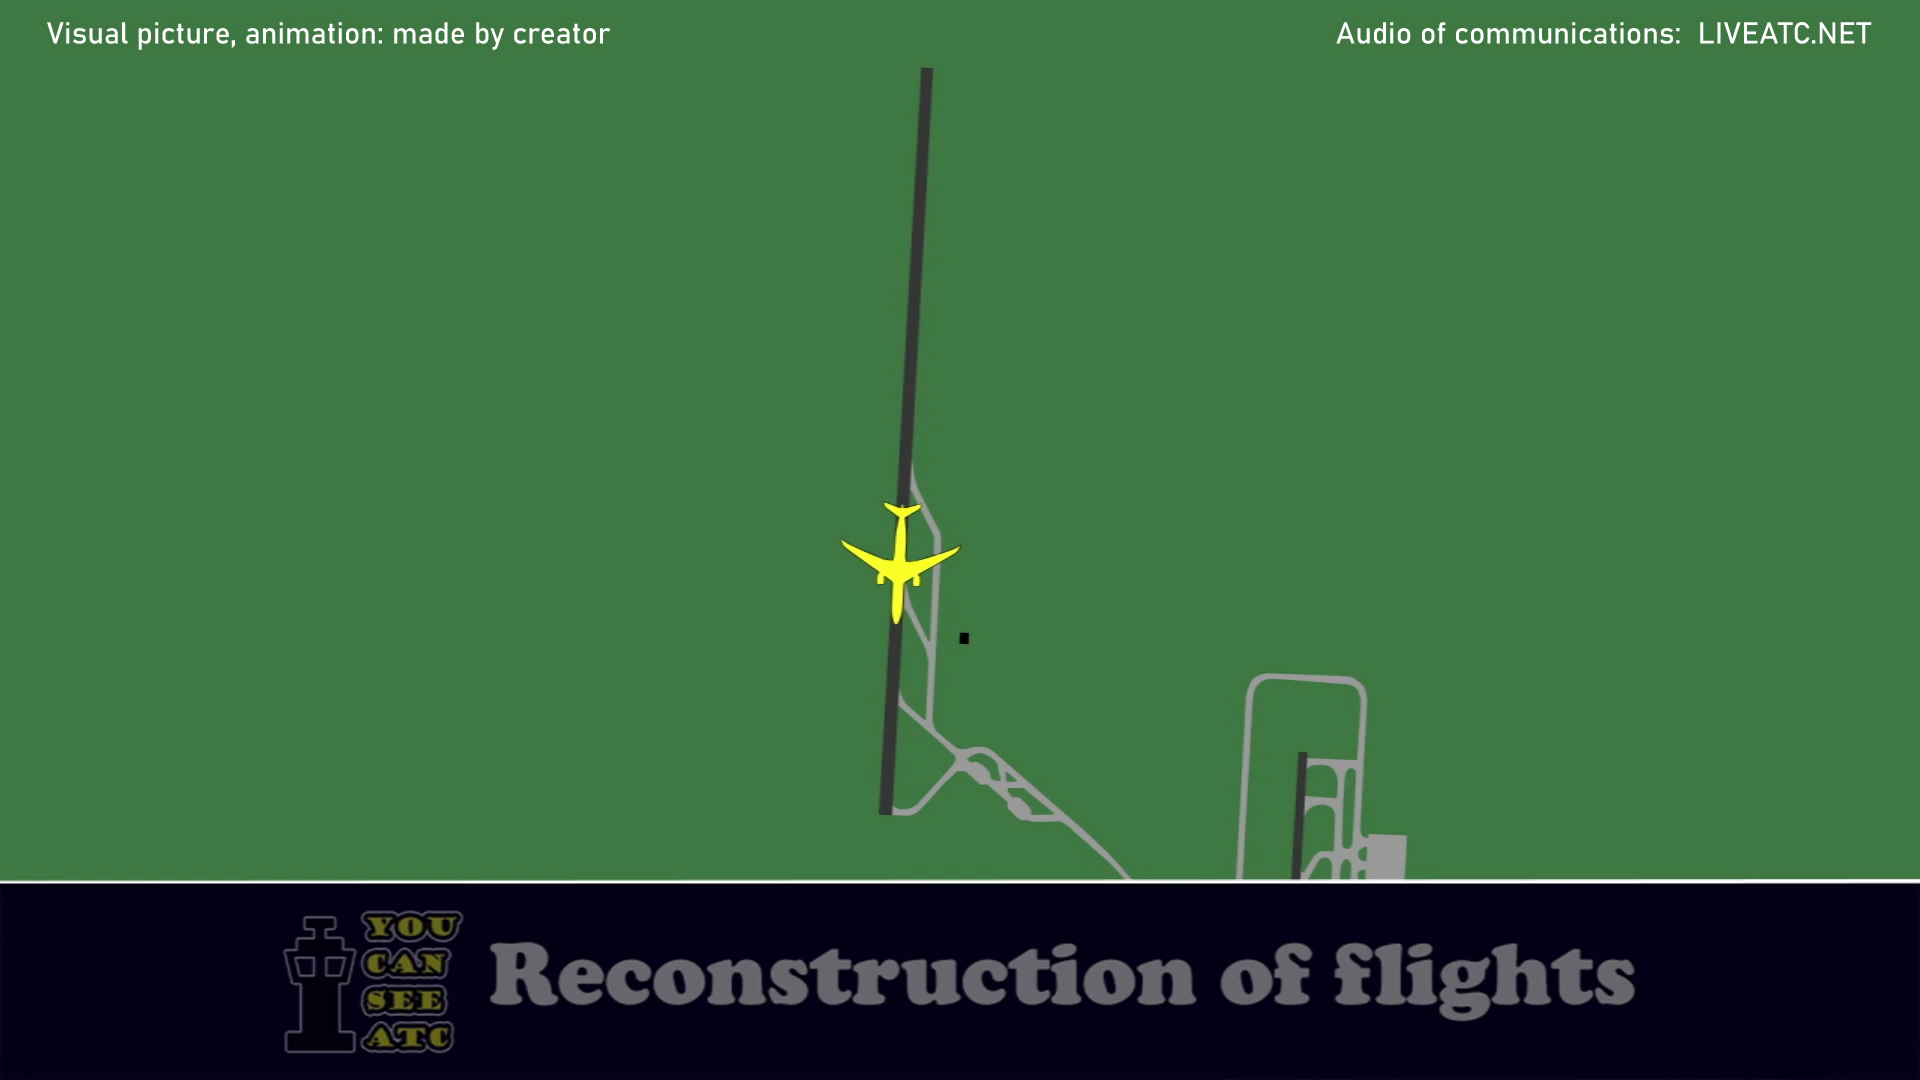 Visual picture, animation: made by creator
Audio of communications: LIVEATC.NET
YOU
CAN
SEE
ATC
Reconstruction of flights